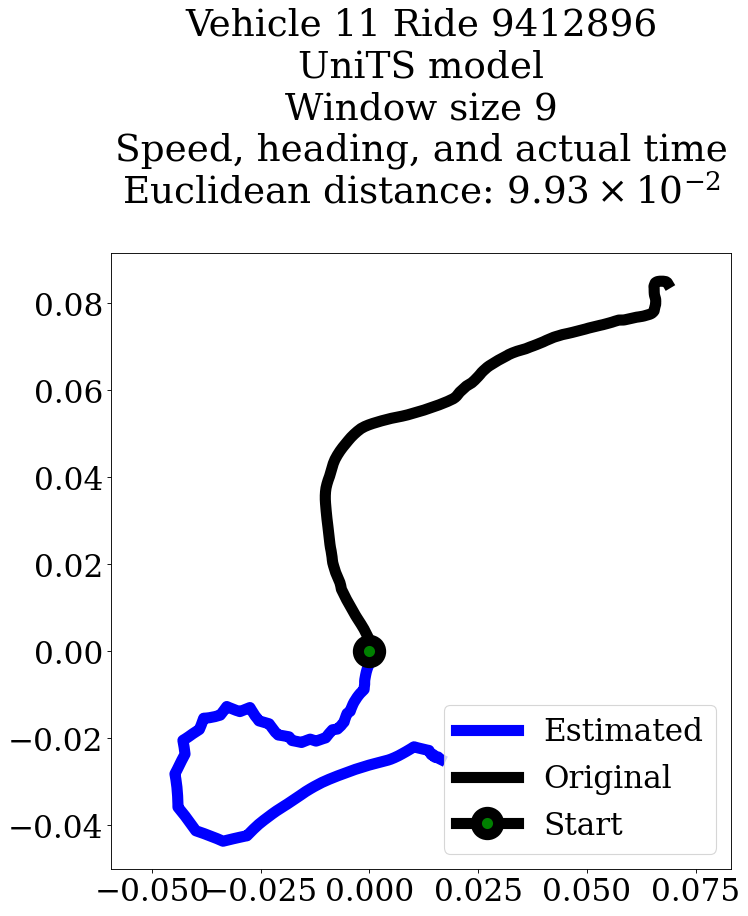 Vehicle 11 Ride 9412896
UniTS model
Window size 9
Speed, heading, and actual time
Euclidean distance: 9.93 × 10⁻²
0.08
0.06
0.04
0.02
0.00
−0.02
−0.04
Estimated
Original
Start
−0.050 −0.025 0.000 0.025 0.050 0.075